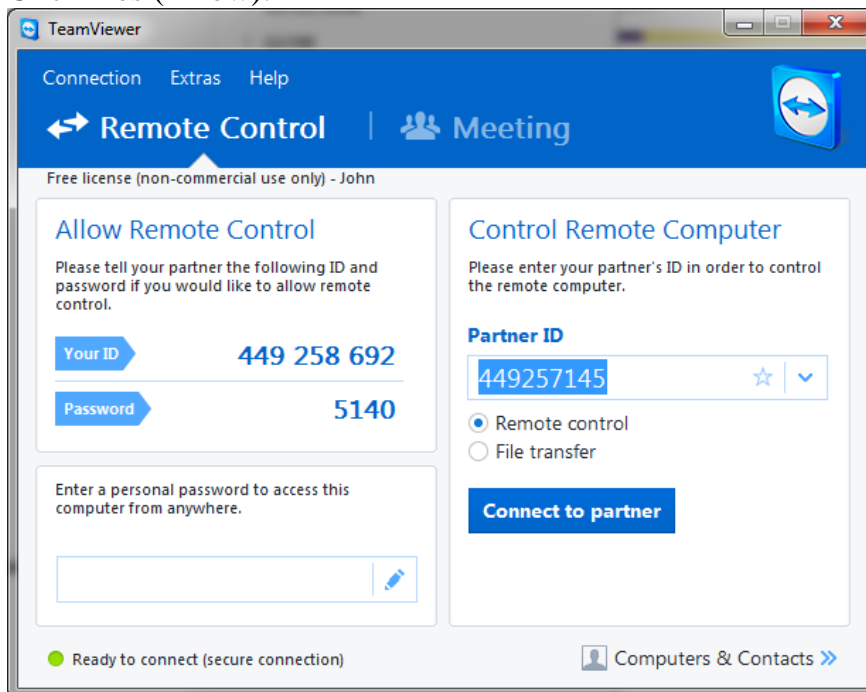 TeamViewer
Connection Extras Help
Remote Control | Meeting
Free license (non-commercial use only) - John
Allow Remote Control
Please tell your partner the following ID and
password if you would like to allow remote
control.
Your ID 449 258 692
Password 5140
Enter a personal password to access this
computer from anywhere.
Control Remote Computer
Please enter your partner's ID in order to control
the remote computer.
Partner ID
449257145
Remote control
File transfer
Connect to partner
Ready to connect (secure connection)
Computers & Contacts